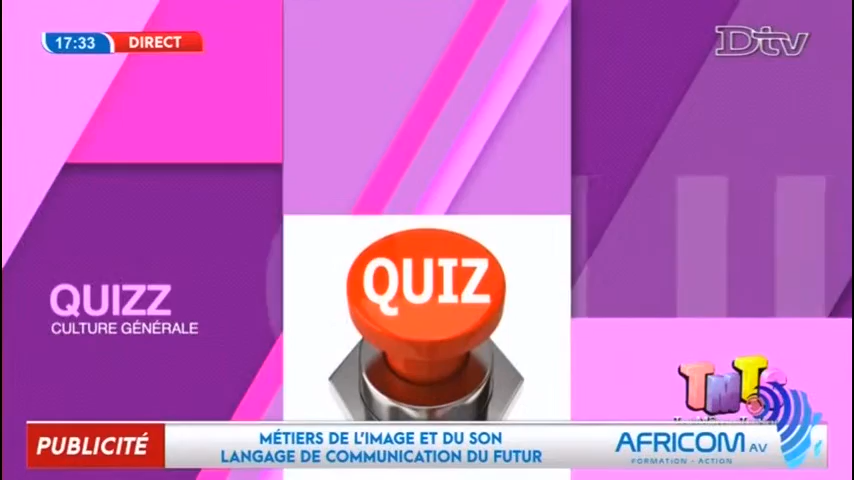 17:33 DIRECT
Dtv
QUIZ
QUIZZ
CULTURE GÉNÉRALE
TMTC
PUBLICITÉ
MÉTIERS DE L'IMAGE ET DU SON
LANGAGE DE COMMUNICATION DU FUTUR
AFRICOM AV
FORMATION - ACTION